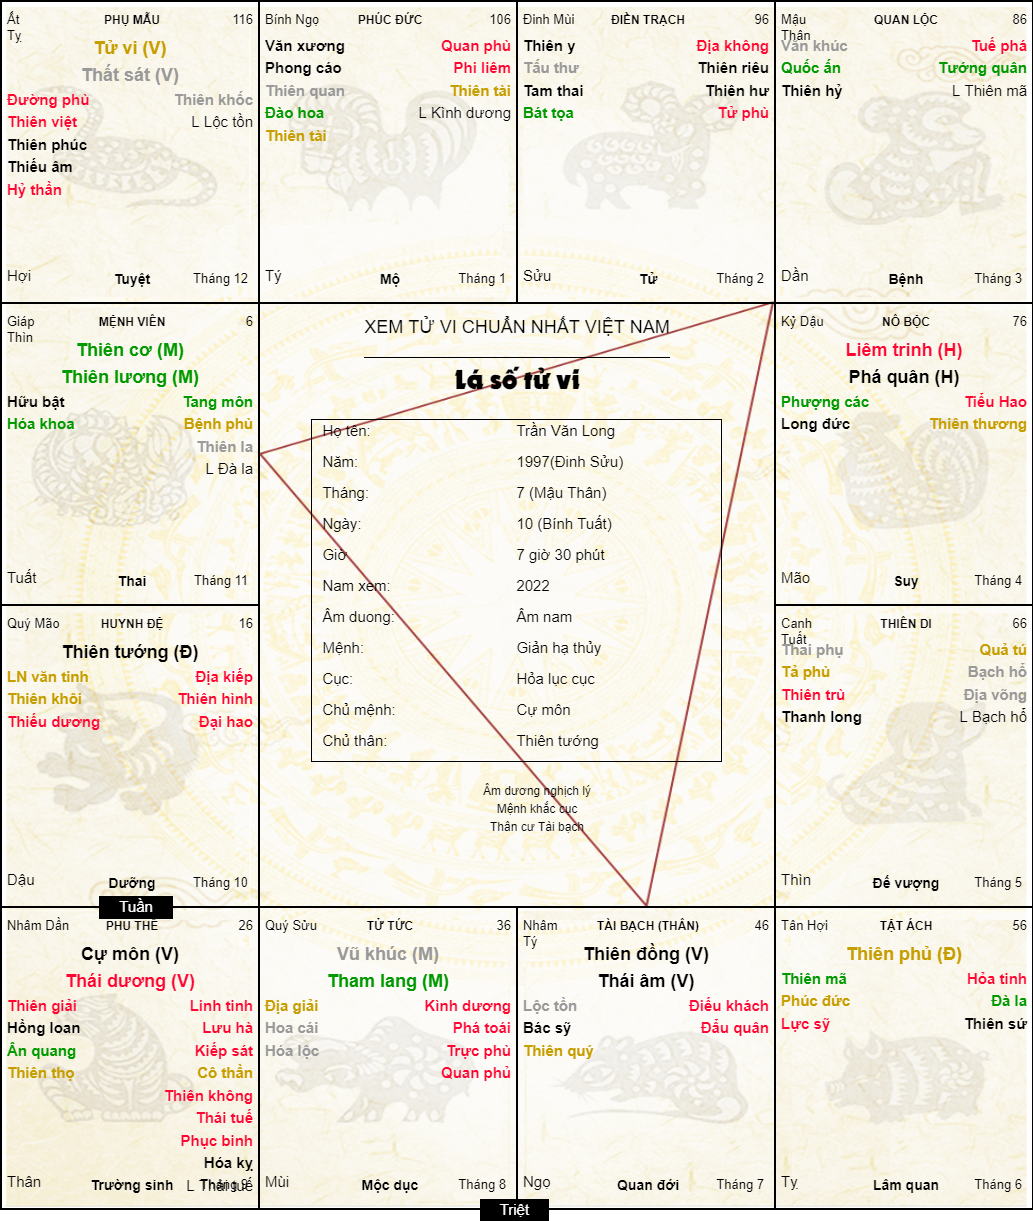 Ất
Tỵ
PHỤ MẪU
116
Tử vi (V)
Thất sát (V)
Đường phù
Thiên việt
Thiên phúc
Thiếu âm
Hỷ thần
Thiên khốc
L Lộc tồn
Hợi
Tuyệt
Tháng 12
Bính Ngọ
PHÚC ĐỨC
106
Văn xương
Phong cáo
Thiên quan
Đào hoa
Thiên tài
Quan phù
Phi liêm
Thiên tài
L Kình dương
Tý
Mộ
Tháng 1
Đinh Mùi
ĐIỀN TRẠCH
96
Thiên y
Tấu thư
Tam thai
Bát tọa
Địa không
Thiên riêu
Thiên hư
Tử phù
Sửu
Tử
Tháng 2
Mậu
Thân
QUAN LỘC
86
Văn khúc
Quốc ấn
Thiên hỷ
Tuế phá
Tướng quân
L Thiên mã
Dần
Bệnh
Tháng 3
Giáp
Thìn
MỆNH VIÊN
6
Thiên cơ (M)
Thiên lương (M)
Hữu bật
Hóa khoa
Tang môn
Bệnh phù
Thiên la
L Đà la
Tuất
Thai
Tháng 11
XEM TỬ VI CHUẨN NHẤT VIỆT NAM
Lá số tử vi
Họ tên: Trần Văn Long
Năm: 1997(Đinh Sửu)
Tháng: 7 (Mậu Thân)
Ngày: 10 (Bính Tuất)
Giờ 7 giờ 30 phút
Nam xem: 2022
Âm duong: Âm nam
Mệnh: Giản hạ thủy
Cục: Hỏa lục cục
Chủ mệnh: Cự môn
Chủ thân: Thiên tướng
Âm dương nghịch lý
Mệnh khắc cục
Thân cư Tài bạch
Kỷ Dậu
NÔ BỘC
76
Liêm trinh (H)
Phá quân (H)
Phượng các
Long đức
Tiểu Hao
Thiên thương
Mão
Suy
Tháng 4
Quý Mão
HUYNH ĐỆ
16
Thiên tướng (Đ)
LN văn tinh
Thiên khôi
Thiếu dương
Địa kiếp
Thiên hình
Đại hao
Dậu
Dưỡng
Tháng 10
Tuần
Canh
Tuất
THIÊN DI
66
Thai phụ
Tả phù
Thiên trù
Thanh long
Quả tú
Bạch hổ
Địa võng
L Bạch hổ
Thìn
Đế vượng
Tháng 5
Nhâm Dần
PHU THÊ
26
Cự môn (V)
Thái dương (V)
Thiên giải
Hồng loan
Ân quang
Thiên thọ
Linh tinh
Lưu hà
Kiếp sát
Cô thần
Thiên không
Thái tuế
Phục binh
Hóa kỵ
L Thái tuế
Thân
Trường sinh
Tháng 9
Quý Sửu
TỬ TỨC
36
Vũ khúc (M)
Tham lang (M)
Địa giải
Hoa cái
Hóa lộc
Kình dương
Phá toái
Trực phù
Quan phủ
Mùi
Mộc dục
Tháng 8
Nhâm
Tý
TÀI BẠCH (THÂN)
46
Thiên đồng (V)
Thái âm (V)
Lộc tồn
Bác sỹ
Thiên quý
Điếu khách
Đẩu quân
Ngọ
Quan đới
Tháng 7
Triệt
Tân Hợi
TẬT ÁCH
56
Thiên phủ (Đ)
Thiên mã
Phúc đức
Lực sỹ
Hỏa tinh
Đà la
Thiên sứ
Tỵ
Lâm quan
Tháng 6